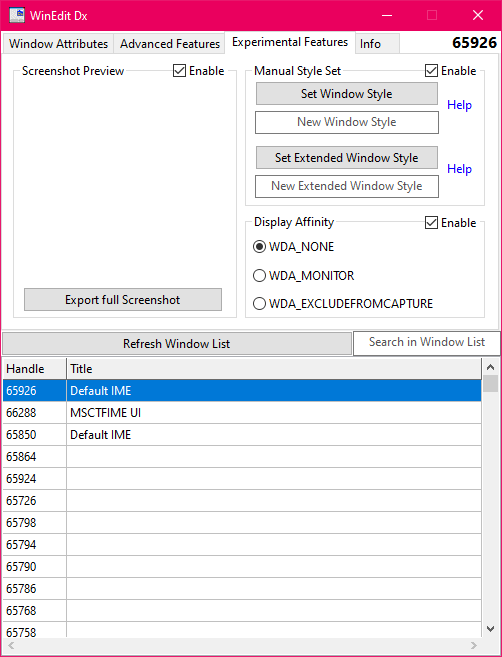 WinEdit Dx
Window Attributes Advanced Features Experimental Features Info 65926
Screenshot Preview Enable
Export full Screenshot
Manual Style Set Enable
Set Window Style
Help
New Window Style
Set Extended Window Style
Help
New Extended Window Style
Display Affinity Enable
WDA_NONE
WDA_MONITOR
WDA_EXCLUDEFROMCAPTURE
Refresh Window List Search in Window List
Handle Title
65926 Default IME
66288 MSCTFIME UI
65850 Default IME
65864
65924
65726
65798
65794
65790
65786
65768
65758